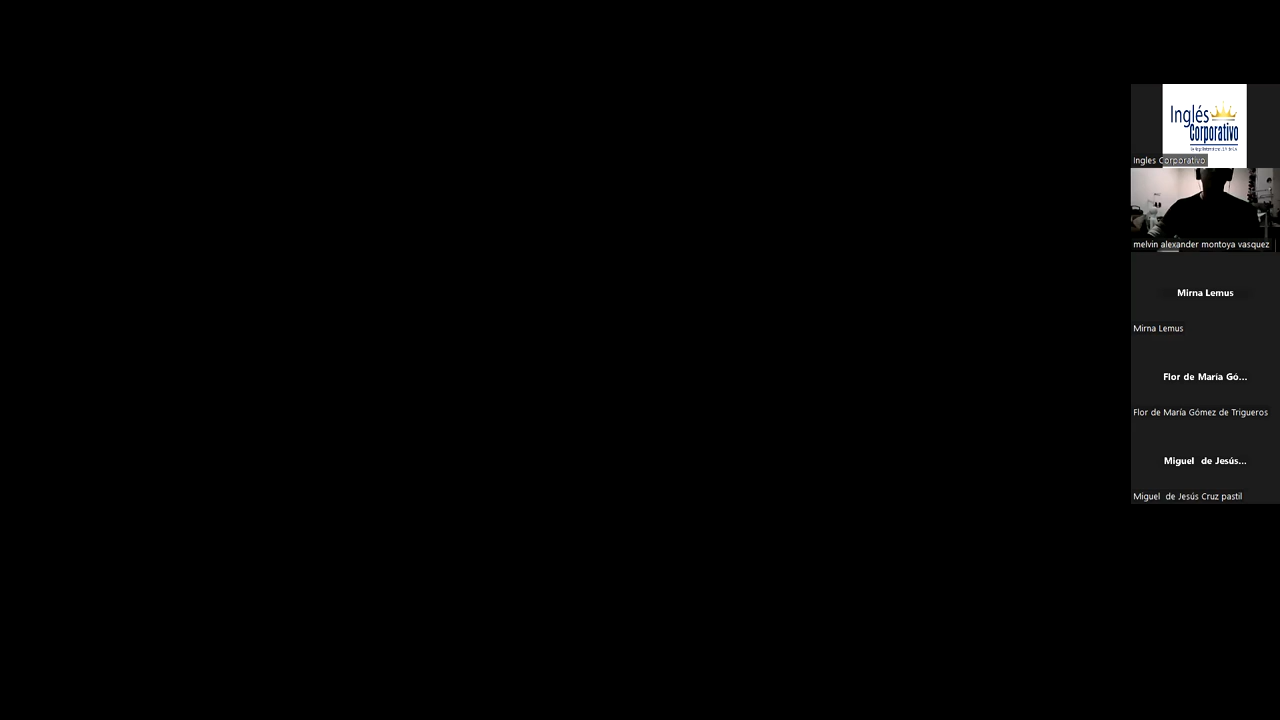 Inglés
Corporativo
Ingles Corporativo
melvin alexander montoya vasquez
Mirna Lemus
Mirna Lemus
Flor de María Gó...
Flor de María Gómez de Trigueros
Miguel de Jesús...
Miguel de Jesús Cruz pastil